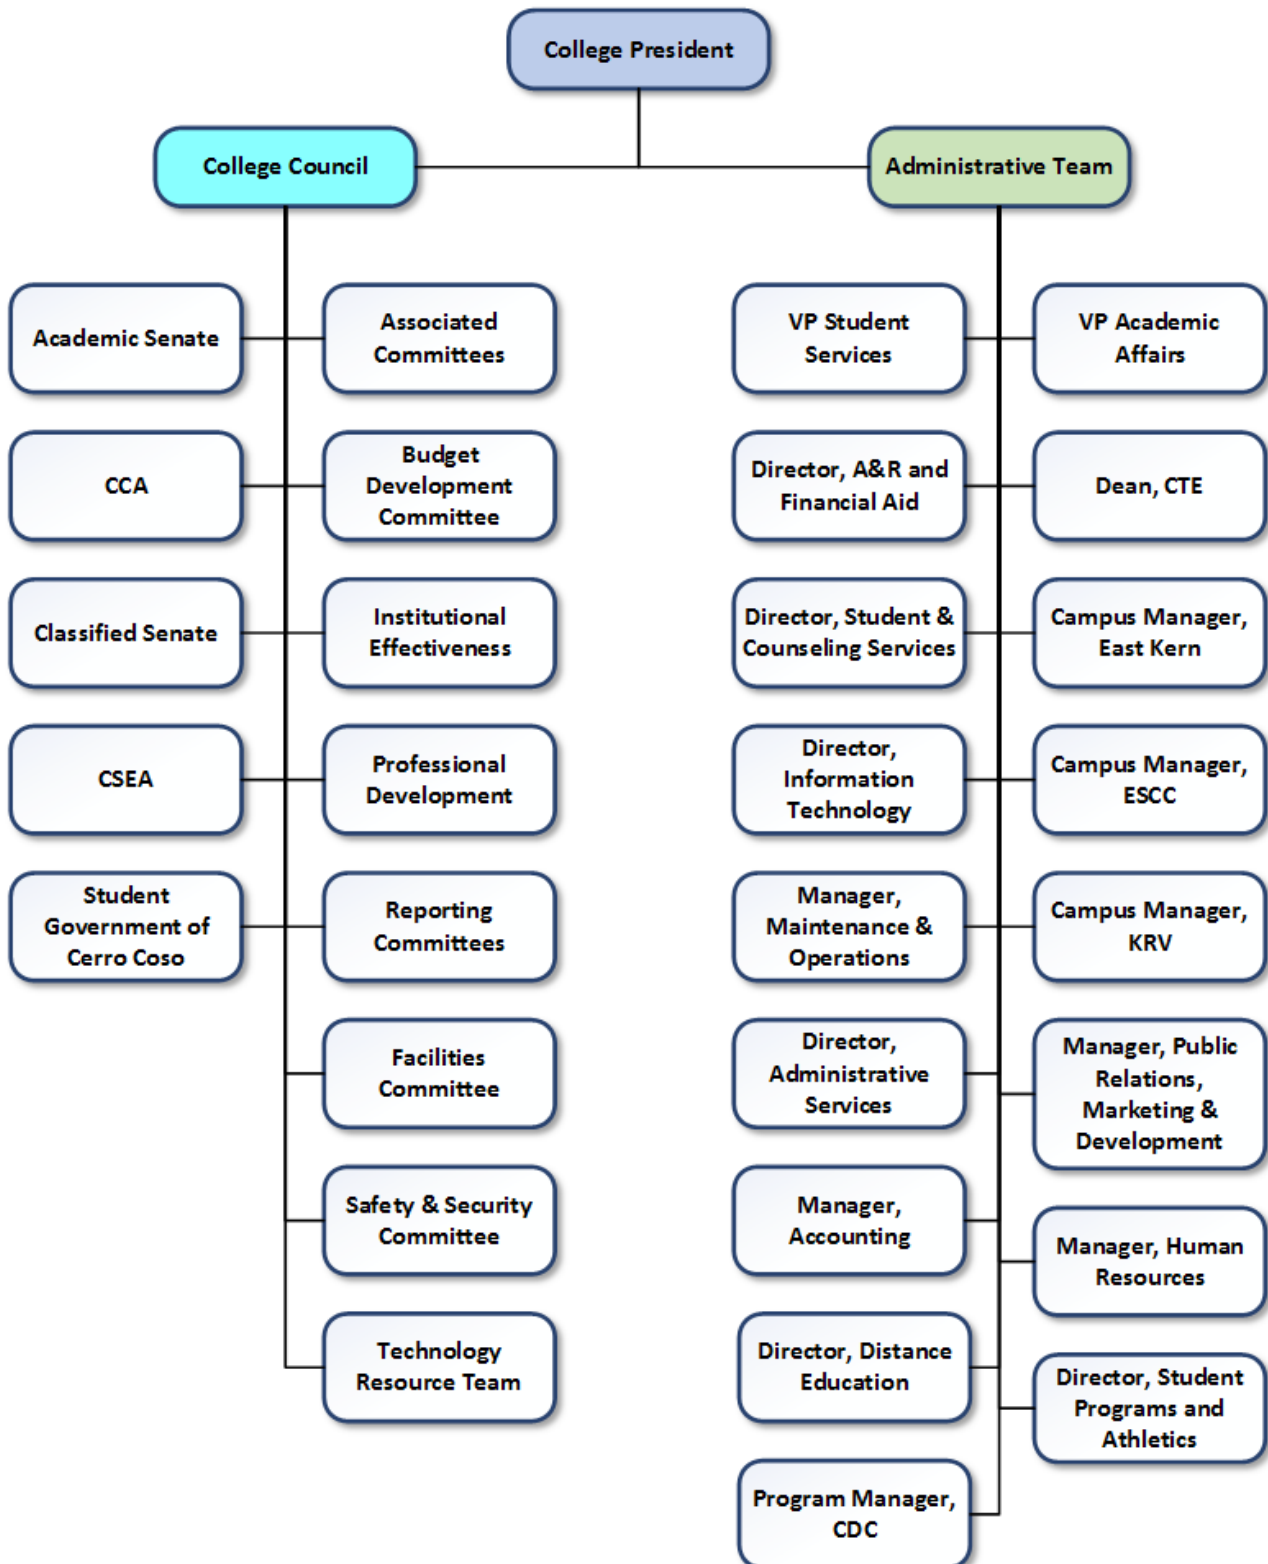 College President
College Council
Administrative Team
Academic Senate
Associated
Committees
CCA
Budget
Development
Committee
Classified Senate
Institutional
Effectiveness
CSEA
Professional
Development
Student
Government of
Cerro Coso
Reporting
Committees
Facilities
Committee
Safety & Security
Committee
Technology
Resource Team
VP Student
Services
VP Academic
Affairs
Director, A&R and
Financial Aid
Dean, CTE
Director, Student &
Counseling Services
Campus Manager,
East Kern
Director,
Information
Technology
Campus Manager,
ESCC
Manager,
Maintenance &
Operations
Campus Manager,
KRV
Director,
Administrative
Services
Manager, Public
Relations,
Marketing &
Development
Manager,
Accounting
Manager, Human
Resources
Director, Distance
Education
Director, Student
Programs and
Athletics
Program Manager,
CDC